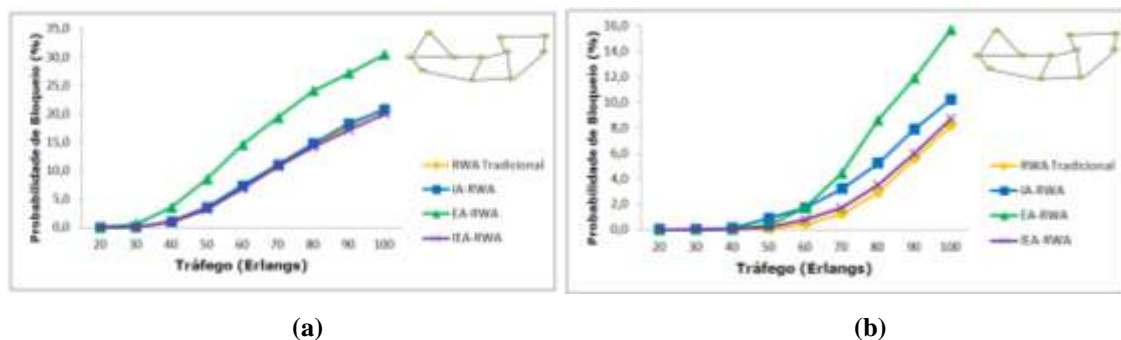 Probabilidade de Bloqueio (%)
35,0
30,0
25,0
20,0
15,0
10,0
5,0
0,0
20 30 40 50 60 70 80 90 100
Tráfego (Erlangs)
RWA Tradicional
IA-RWA
EA-RWA
IEA-RWA
(a)
Probabilidade de Bloqueio (%)
16,0
14,0
12,0
10,0
8,0
6,0
4,0
2,0
0,0
20 30 40 50 60 70 80 90 100
Tráfego (Erlangs)
RWA Tradicional
IA-RWA
EA-RWA
IEA-RWA
(b)